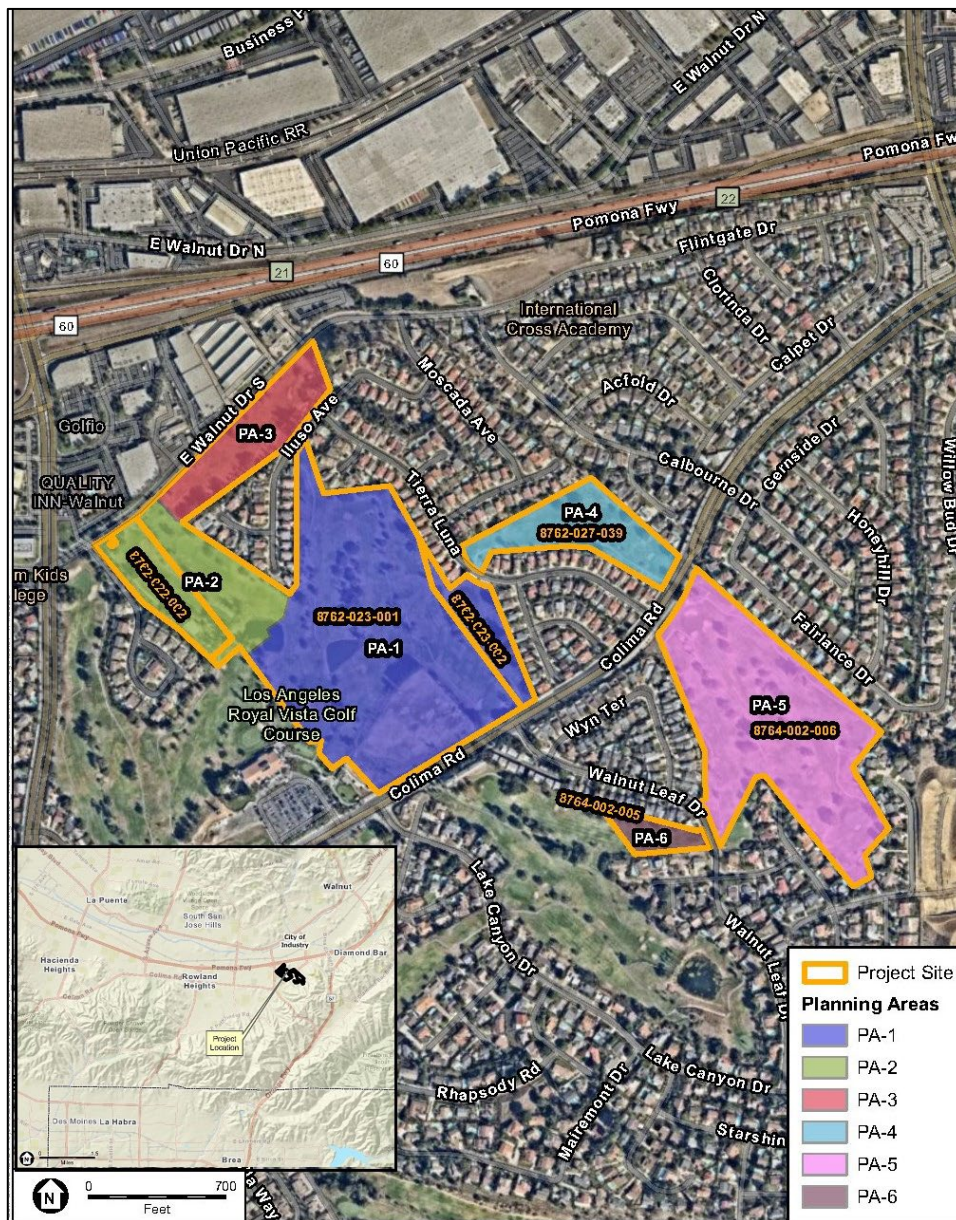 Business P
E Walnut Dr N
Union Pacific RR
Pomona Fwy
22
Pomona Fwy
E Walnut Dr N
21
60
Flintgate Dr
60
International
Cross Academy
Clorinda Dr
Calpet Dr
Moscada Ave
Acfold Dr
E Walnut Dr S
Iluso Ave
PA-3
Golfio
Calbourne Dr
Gernside Dr
Willow Bud Dr
QUALITY
INN-Walnut
Tierra Luna
PA-4
8762-027-039
Honeyhill Dr
m Kids
lege
8762-022-002
PA-2
8762-023-001
PA-1
8762-023-002
Colima Rd
Fairlance Dr
Los Angeles
Royal Vista Golf
Course
Wyn Ter
PA-5
8764-002-006
Colima Rd
Walnut Leaf Dr
8764-002-005
PA-6
Lake Canyon Dr
Walnut Leaf Dr
Lake Canyon Dr
Rhapsody Rd
Mairemont Dr
Starshin
la Way
Walnut
La Puente
South San
Jose Hills
City of
Industry
Diamond Bar
Hacienda
Heights
Pomona Fwy
Rowland
Heights
Project
Location
Des Moines
La Habra
Brea
Miles
N
0
700
Feet
Project Site
Planning Areas
PA-1
PA-2
PA-3
PA-4
PA-5
PA-6